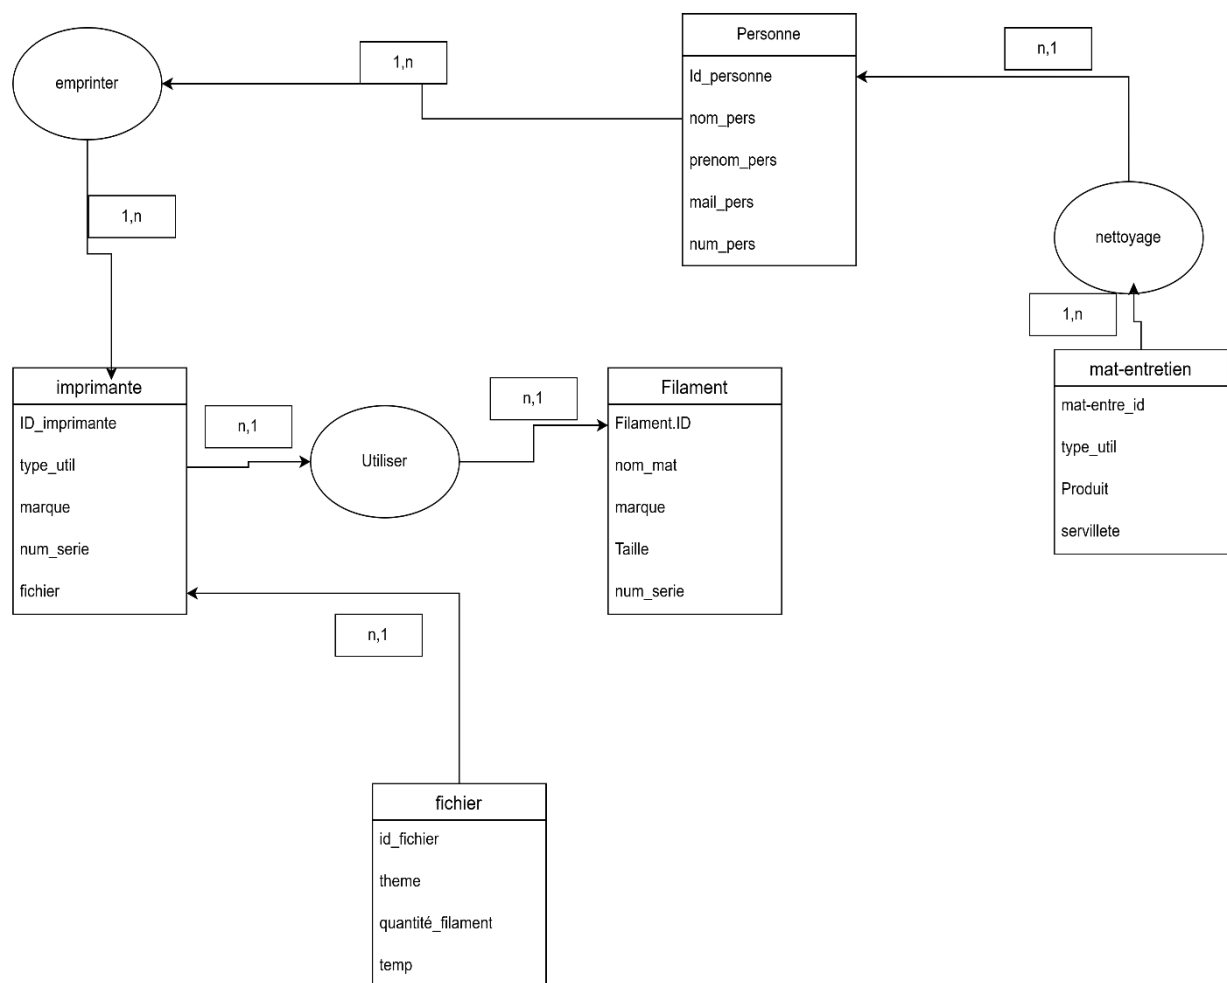 emprinter
1,n
Personne
Id_personne
nom_pers
prenom_pers
mail_pers
num_pers
n,1
1,n
nettoyage
1,n
mat-entretien
mat-entre_id
type_util
Produit
servillete
imprimante
ID_imprimante
type_util
marque
num_serie
fichier
n,1
Utiliser
n,1
Filament
Filament.ID
nom_mat
marque
Taille
num_serie
n,1
fichier
id_fichier
theme
quantité_filament
temp